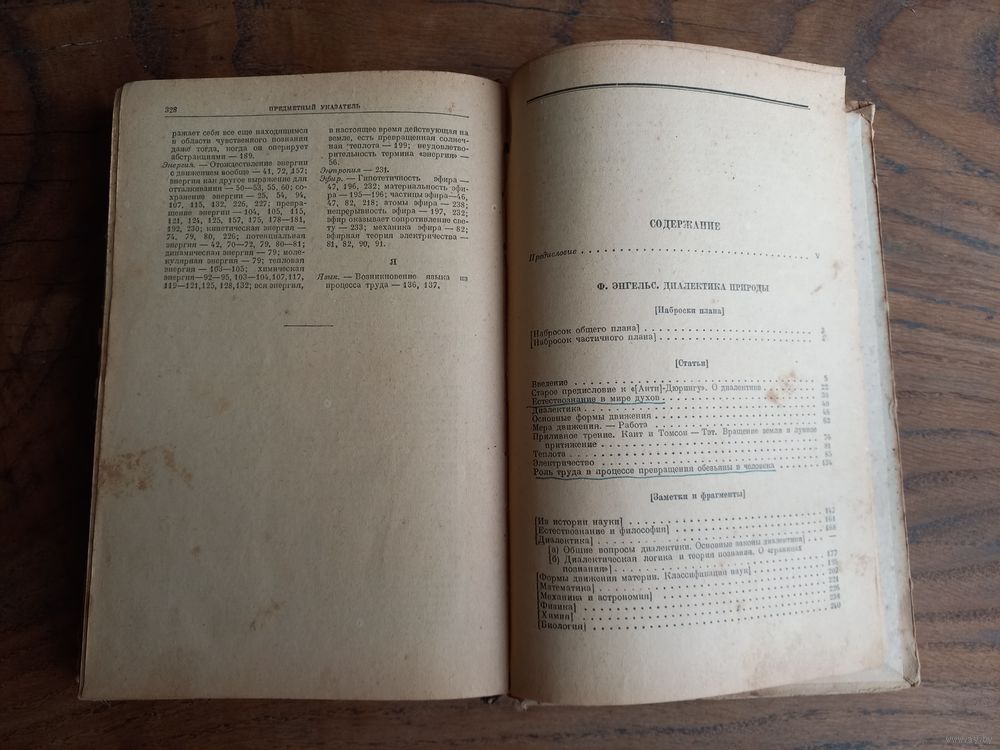 328
ПРЕДМЕТНЫЙ УКАЗАТЕЛЬ
ражает себя все еще находящимся
в области чувственного познания
даже тогда, когда он оперирует
абстракциями — 189.
Энергия. — Отождествление энергии
с движением вообще — 41, 72, 157;
энергия как другое выражение для
отталкивания — 50—53, 55, 60; со-
хранение энергии — 25, 54, 94,
107, 115, 132, 226, 227; превра-
щение энергии — 104, 105, 115,
121, 124, 125, 157, 175, 178—181,
192, 230; кинетическая энергия —
74, 79, 80, 226; потенциальная
энергия — 42, 70—72, 79, 80—81;
динамическая энергия — 79; моле-
кулярная энергия — 79; тепловая
энергия — 103—105; химическая
энергия—92—95, 103—104, 107, 117,
119—121, 125, 128, 132; вся энергия,
в настоящее время действующая на
земле, есть превращенная солнеч-
ная теплота — 199; неудовлетво-
рительность термина «энергия» —
56.
Энтропия — 231.
Эфир. — Гипотетичность эфира —
47, 196, 232; материальность эфи-
ра — 195—196; частицы эфира—46,
47, 82, 218; атомы эфира — 238;
непрерывность эфира — 197, 232;
эфир оказывает сопротивление све-
ту — 233; механика эфира — 82;
эфирная теория электричества —
81, 82, 90, 91.
Я
Язык. — Возникновение языка из
процесса труда — 136, 137.
СОДЕРЖАНИЕ
Предисловие V
Ф. ЭНГЕЛЬС. ДИАЛЕКТИКА ПРИРОДЫ
[Наброски плана]
[Набросок общего плана]
[Набросок частичного плана]
[Статьи]
Введение
Старое предисловие к «[Анти]-Дюрингу». О диалектике
Естествознание в мире духов
Диалектика
Основные формы движения
Мера движения. — Работа
Приливное трение. Кант и Томсон — Тэт. Вращение земли и лунное
притяжение
Теплота
Электричество
Роль труда в процессе превращения обезьяны в человека
[Заметки и фрагменты]
[Из истории науки]
[Естествознание и философия]
[Диалектика]
[а) Общие вопросы диалектики. Основные законы диалектики]
[б) Диалектическая логика и теория познания. О «границах
познания»]
[Формы движения материи. Классификация наук]
[Математика]
[Механика и астрономия]
[Физика]
[Химия]
[Биология]
www.ay.by